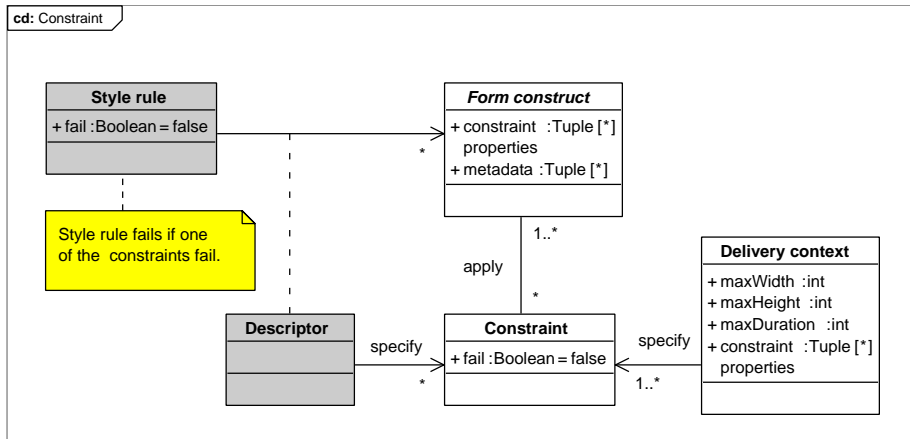 cd: Constraint
Style rule
+ fail :Boolean = false
Form construct
+ constraint :Tuple [*]
properties
+ metadata :Tuple [*]
*
Style rule fails if one
of the constraints fail.
1..*
apply
*
Delivery context
+ maxWidth :int
+ maxHeight :int
+ maxDuration :int
+ constraint :Tuple [*]
properties
Descriptor
specify
*
Constraint
+ fail :Boolean = false
specify
1..*